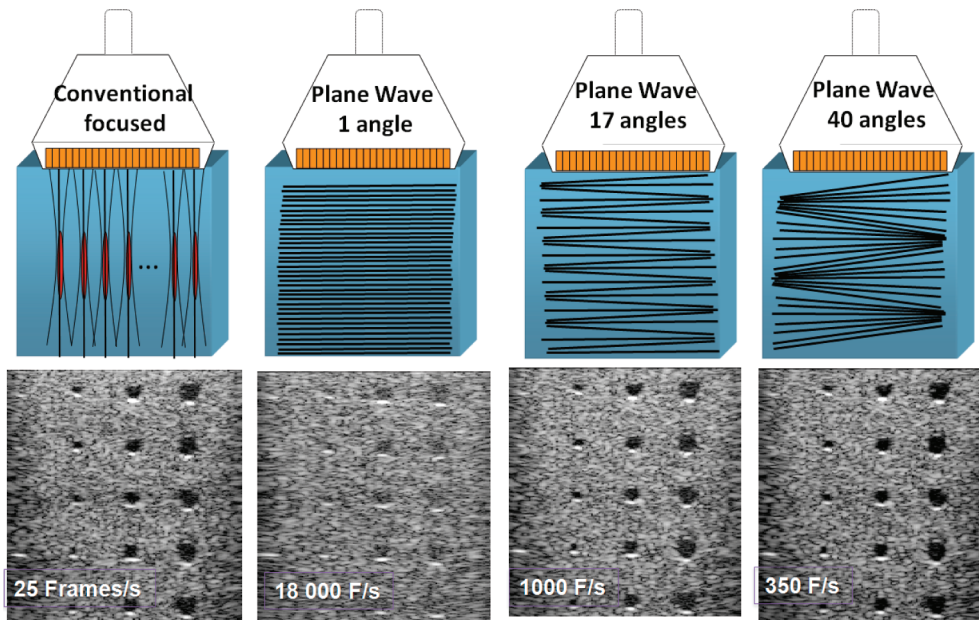 Conventional
focused
Plane Wave
1 angle
Plane Wave
17 angles
Plane Wave
40 angles
...
25 Frames/s
18 000 F/s
1000 F/s
350 F/s